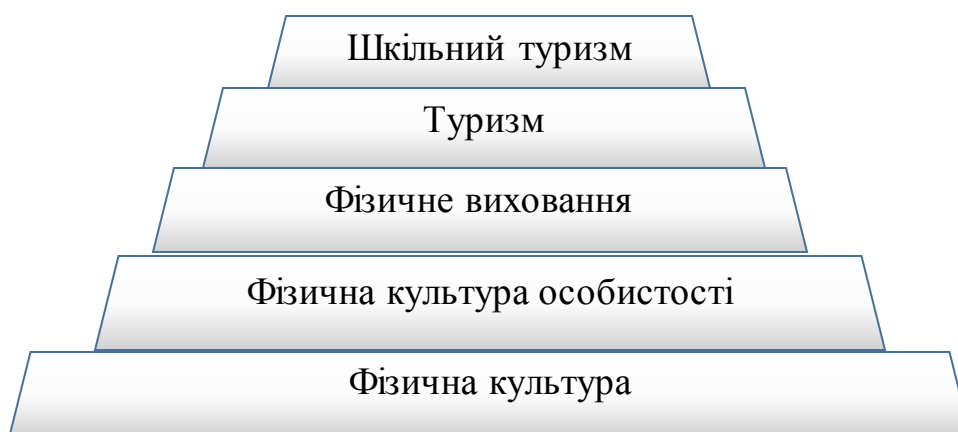 Шкільний туризм
Туризм
Фізичне виховання
Фізична культура особистості
Фізична культура